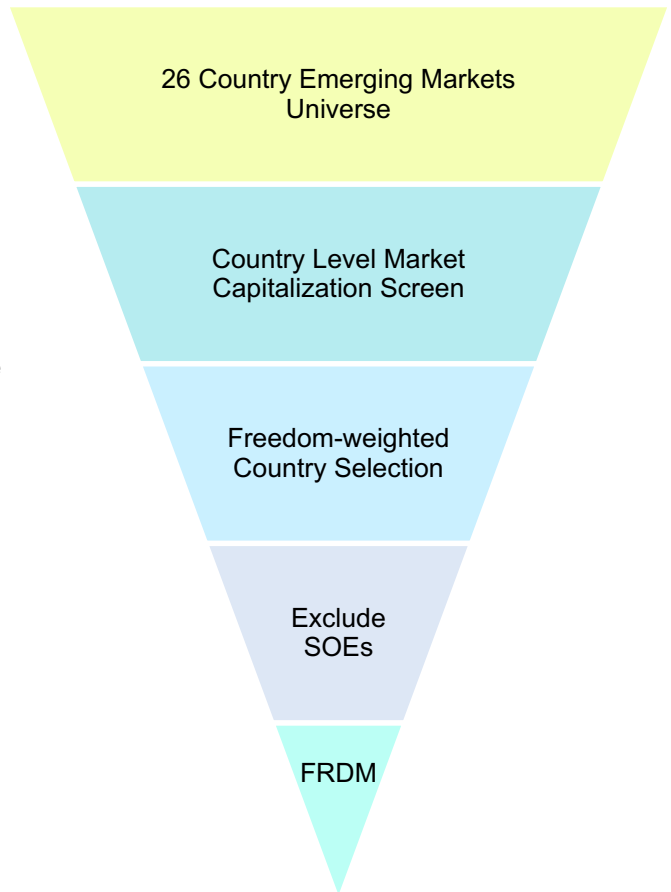 26 Country Emerging Markets
Universe
Country Level Market
Capitalization Screen
Freedom-weighted
Country Selection
Exclude
SOEs
FRDM